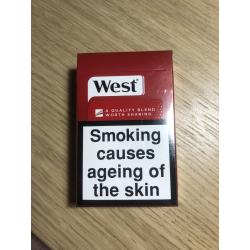 West
A QUALITY BLEND
WORTH SHARING
Smoking
causes
ageing of
the skin